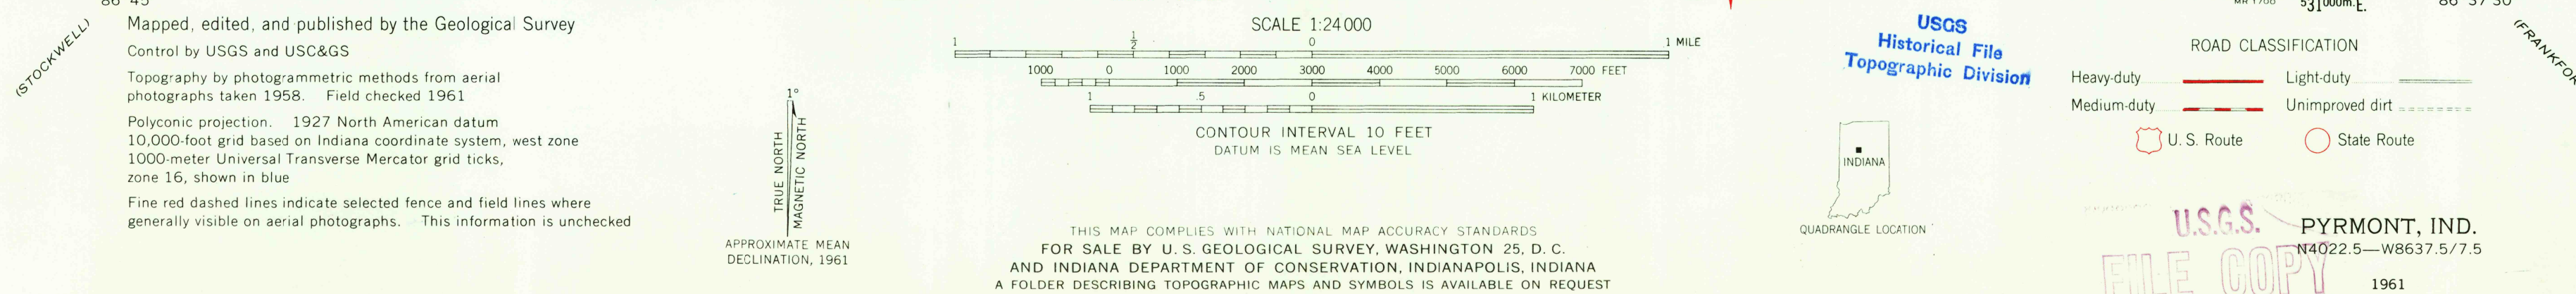 86°45'
(STOCKWELL)
Mapped, edited, and published by the Geological Survey
Control by USGS and USC&GS
Topography by photogrammetric methods from aerial
photographs taken 1958. Field checked 1961
Polyconic projection. 1927 North American datum
10,000-foot grid based on Indiana coordinate system, west zone
1000-meter Universal Transverse Mercator grid ticks,
zone 16, shown in blue
Fine red dashed lines indicate selected fence and field lines where
generally visible on aerial photographs. This information is unchecked
1°
TRUE NORTH
MAGNETIC NORTH
APPROXIMATE MEAN
DECLINATION, 1961
SCALE 1:24000
1 ½ 0 1 MILE
1000 0 1000 2000 3000 4000 5000 6000 7000 FEET
1 .5 0 1 KILOMETER
CONTOUR INTERVAL 10 FEET
DATUM IS MEAN SEA LEVEL
THIS MAP COMPLIES WITH NATIONAL MAP ACCURACY STANDARDS
FOR SALE BY U. S. GEOLOGICAL SURVEY, WASHINGTON 25, D. C.
AND INDIANA DEPARTMENT OF CONSERVATION, INDIANAPOLIS, INDIANA
A FOLDER DESCRIBING TOPOGRAPHIC MAPS AND SYMBOLS IS AVAILABLE ON REQUEST
USGS
Historical File
Topographic Division
INDIANA
QUADRANGLE LOCATION
531000m.E.
86°37'30"
ROAD CLASSIFICATION
Heavy-duty Light-duty
Medium-duty Unimproved dirt
U. S. Route State Route
U.S.G.S.
FILE COPY
PYRMONT, IND.
N4022.5—W8637.5/7.5
1961